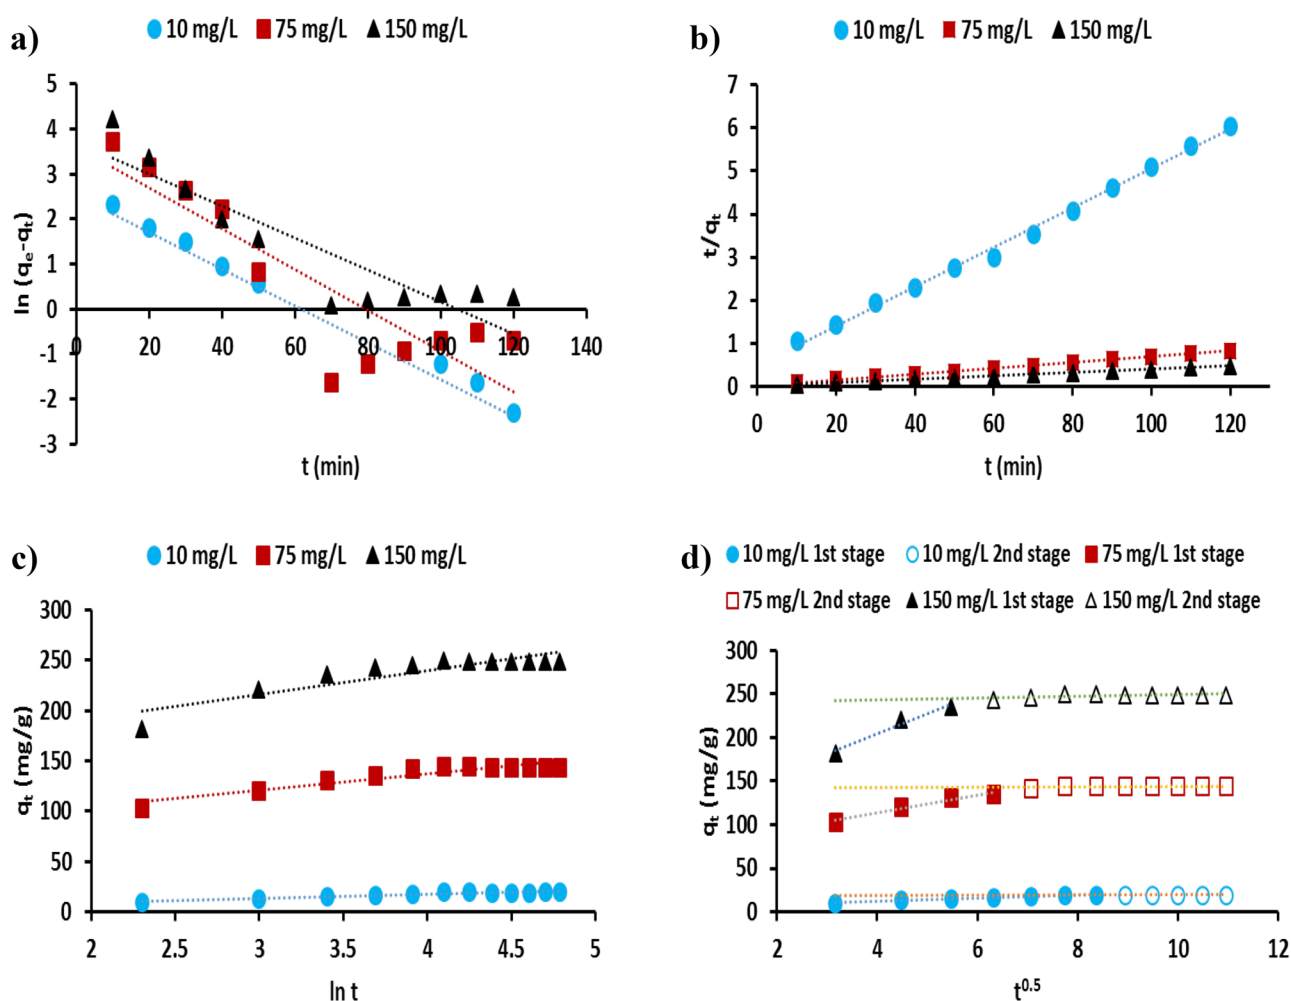 a)
10 mg/L 75 mg/L 150 mg/L
5
4
3
2
1
0
-1
-2
-3
ln (qe-qt)
0 20 40 60 80 100 120 140
t (min)
b)
10 mg/L 75 mg/L 150 mg/L
7
6
5
4
3
2
1
0
t/qt
0 20 40 60 80 100 120
t (min)
c)
10 mg/L 75 mg/L 150 mg/L
300
250
200
150
100
50
0
qt (mg/g)
2 2.5 3 3.5 4 4.5 5
ln t
d)
10 mg/L 1st stage 10 mg/L 2nd stage 75 mg/L 1st stage
75 mg/L 2nd stage 150 mg/L 1st stage 150 mg/L 2nd stage
300
250
200
150
100
50
0
qt (mg/g)
2 4 6 8 10 12
t0.5